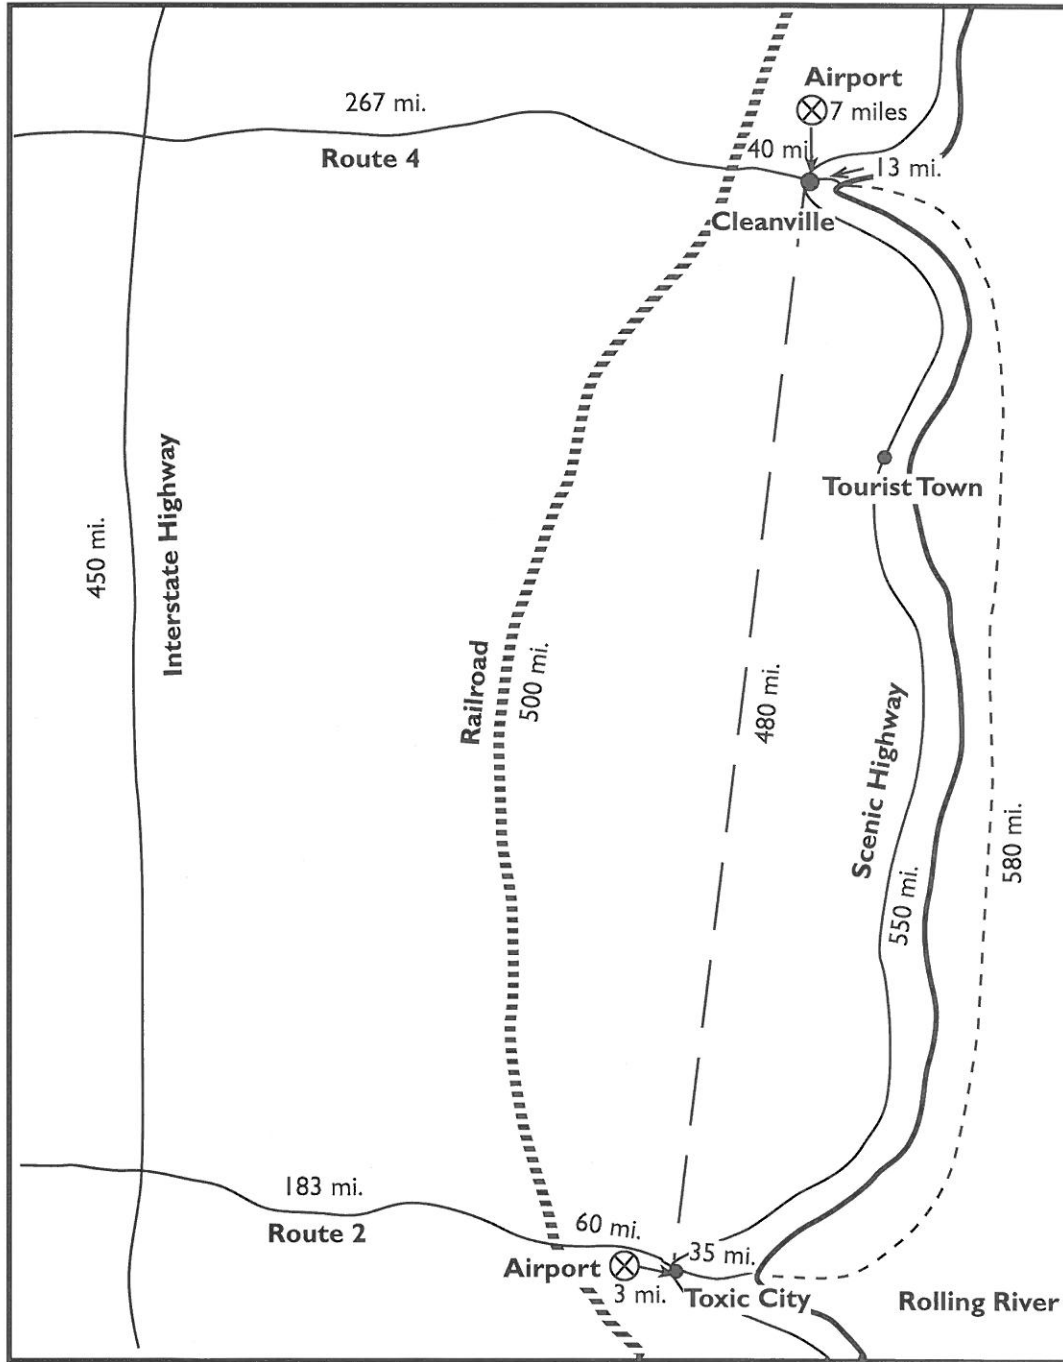 Airport
7 miles
267 mi.
Route 4
40 mi.
13 mi.
Cleanville
Tourist Town
Interstate Highway
450 mi.
Railroad
500 mi.
480 mi.
Scenic Highway
550 mi.
580 mi.
183 mi.
Route 2
60 mi.
35 mi.
Airport
3 mi.
Toxic City
Rolling River